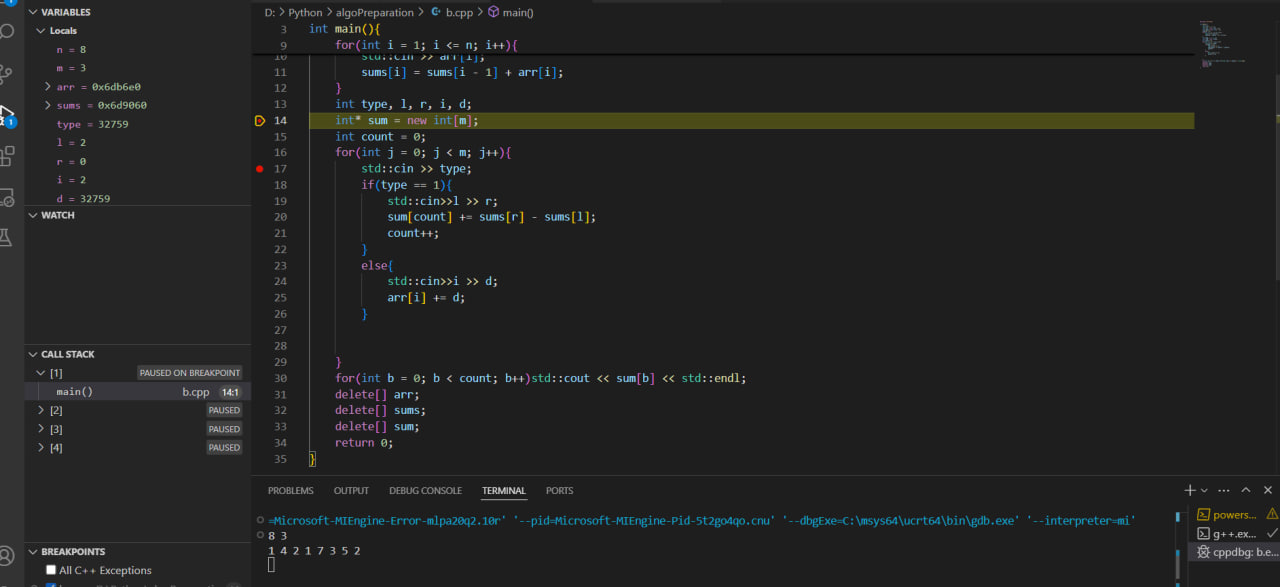 VARIABLES
Locals
n = 8
m = 3
arr = 0x6db6e0
sums = 0x6d9060
type = 32759
l = 2
r = 0
i = 2
d = 32759
WATCH
CALL STACK
[1] PAUSED ON BREAKPOINT
main() b.cpp 14:1
[2] PAUSED
[3] PAUSED
[4] PAUSED
BREAKPOINTS
All C++ Exceptions
D: > Python > algoPreparation > b.cpp > main()
3 int main(){
9 for(int i = 1; i <= n; i++){
10 std::cin >> arr[i];
11 sums[i] = sums[i - 1] + arr[i];
12 }
13 int type, l, r, i, d;
14 int* sum = new int[m];
15 int count = 0;
16 for(int j = 0; j < m; j++){
17 std::cin >> type;
18 if(type == 1){
19 std::cin>>l >> r;
20 sum[count] += sums[r] - sums[l];
21 count++;
22 }
23 else{
24 std::cin>>i >> d;
25 arr[i] += d;
26 }
27
28
29 }
30 for(int b = 0; b < count; b++)std::cout << sum[b] << std::endl;
31 delete[] arr;
32 delete[] sums;
33 delete[] sum;
34 return 0;
35 }
PROBLEMS OUTPUT DEBUG CONSOLE TERMINAL PORTS
=Microsoft-MIEngine-Error-mlpa20q2.10r' '--pid=Microsoft-MIEngine-Pid-5t2go4qo.cnu' '--dbgExe=C:\msys64\ucrt64\bin\gdb.exe' '--interpreter=mi'
8 3
1 4 2 1 7 3 5 2
powers...
g++.ex...
cppdbg: b.e...